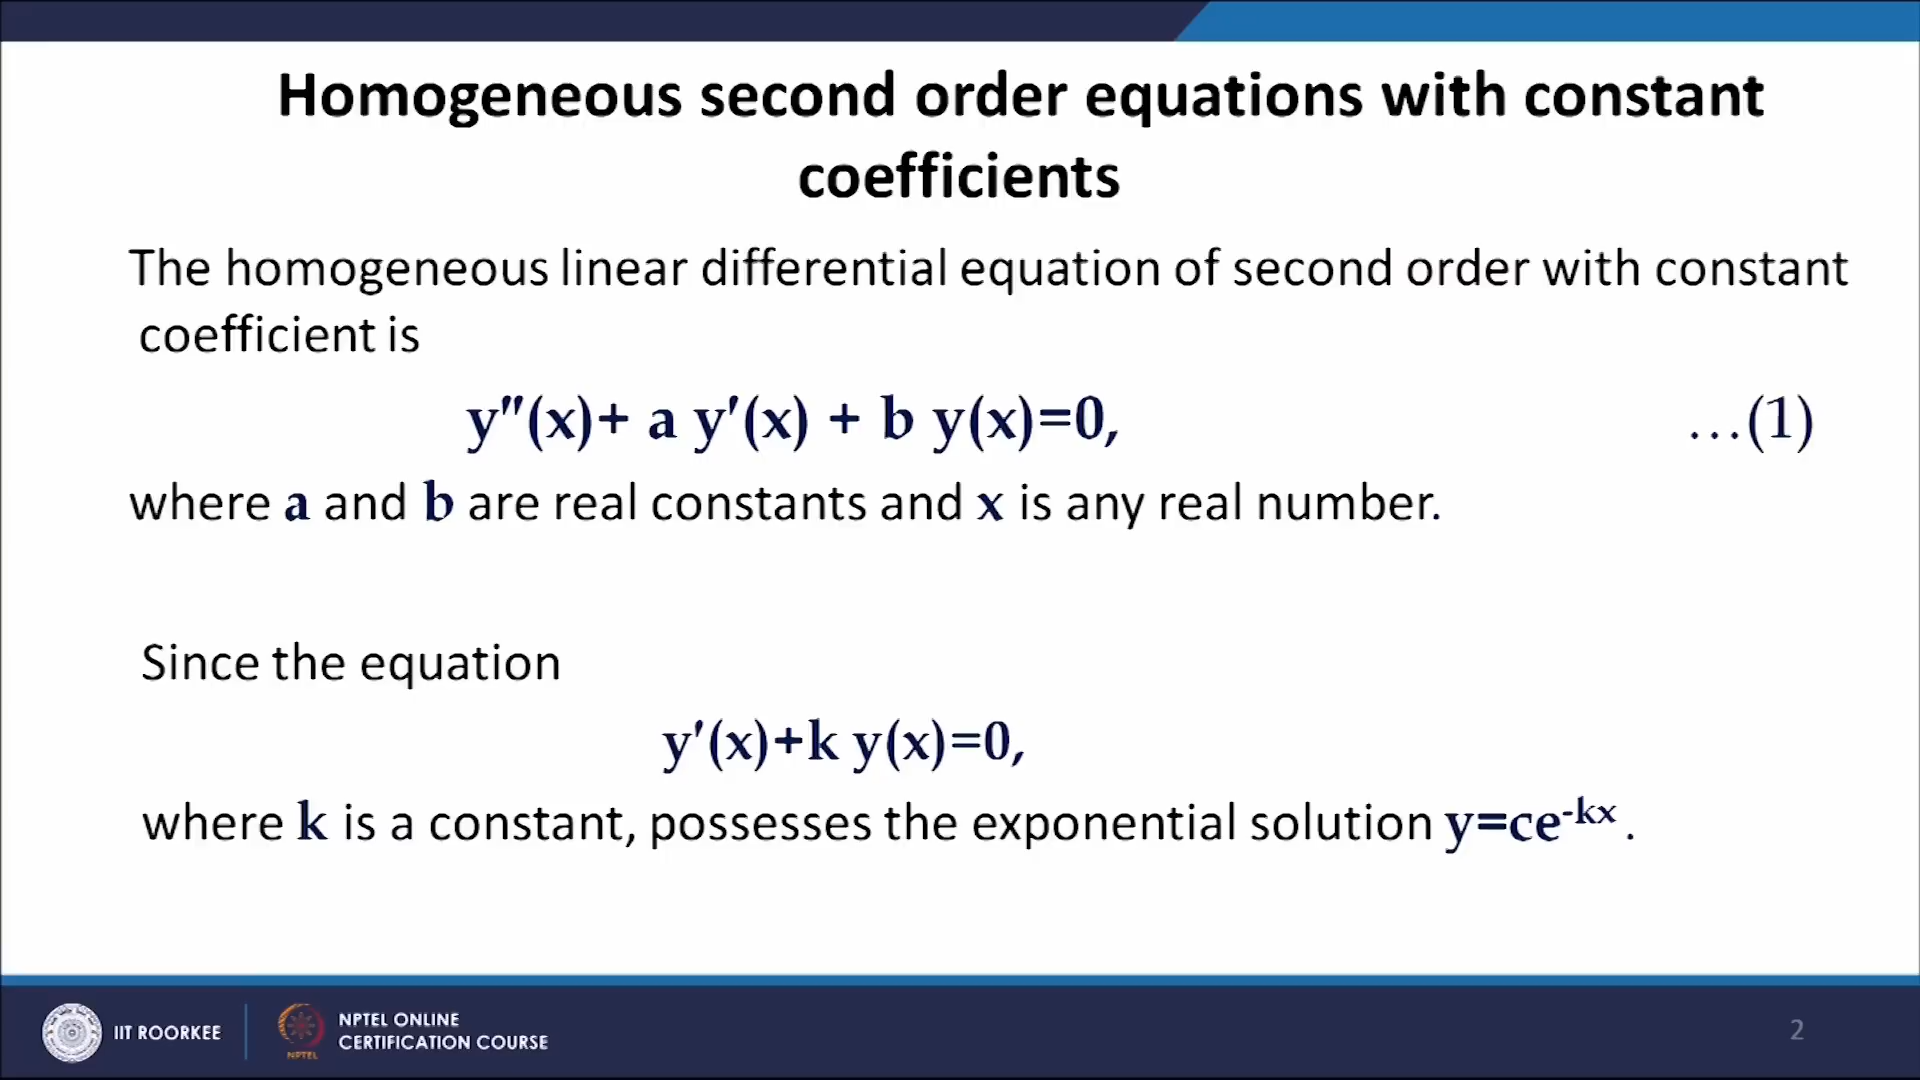 Homogeneous second order equations with constant
coefficients
The homogeneous linear differential equation of second order with constant
coefficient is
y″(x)+ a y′(x) + b y(x)=0, ...(1)
where a and b are real constants and x is any real number.
Since the equation
y′(x)+k y(x)=0,
where k is a constant, possesses the exponential solution y=ce⁻ᵏˣ .
IIT ROORKEE
NPTEL
NPTEL ONLINE
CERTIFICATION COURSE
2